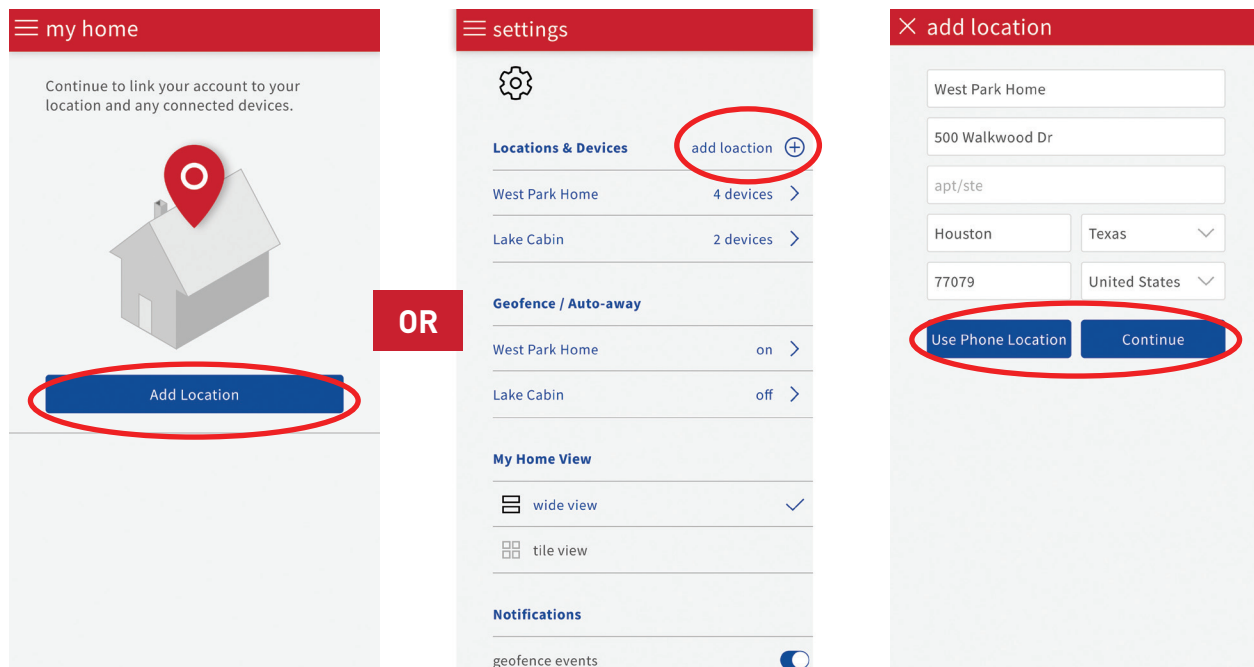 my home
Continue to link your account to your
location and any connected devices.
Add Location
OR
settings
Locations & Devices add loaction
West Park Home 4 devices
Lake Cabin 2 devices
Geofence / Auto-away
West Park Home on
Lake Cabin off
My Home View
wide view
tile view
Notifications
geofence events
add location
West Park Home
500 Walkwood Dr
apt/ste
Houston Texas
77079 United States
Use Phone Location Continue